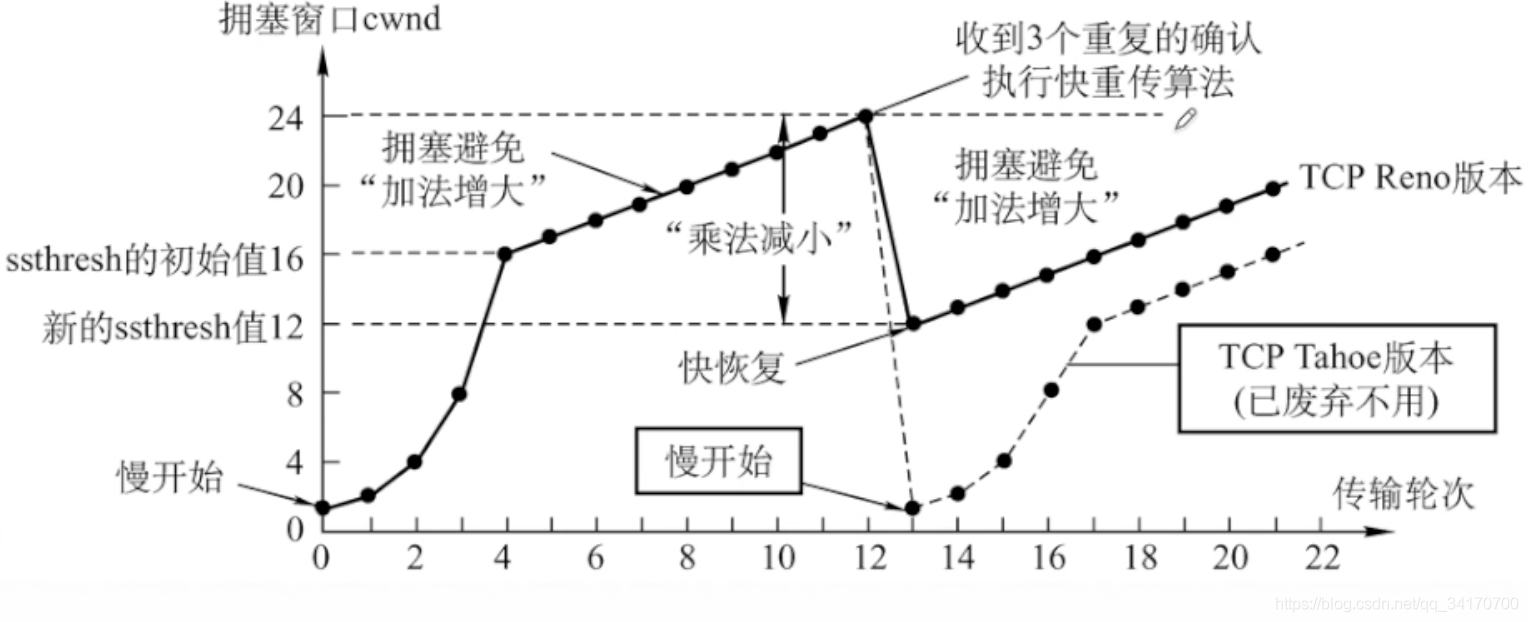 拥塞窗口cwnd
收到3个重复的确认
执行快重传算法
24
拥塞避免
“加法增大”
拥塞避免
“加法增大”
20
TCP Reno版本
“乘法减小”
ssthresh的初始值16
新的ssthresh值12
快恢复
TCP Tahoe版本
(已废弃不用)
8
4
慢开始
慢开始
传输轮次
0
0 2 4 6 8 10 12 14 16 18 20 22
https://blog.csdn.net/qq_34170700